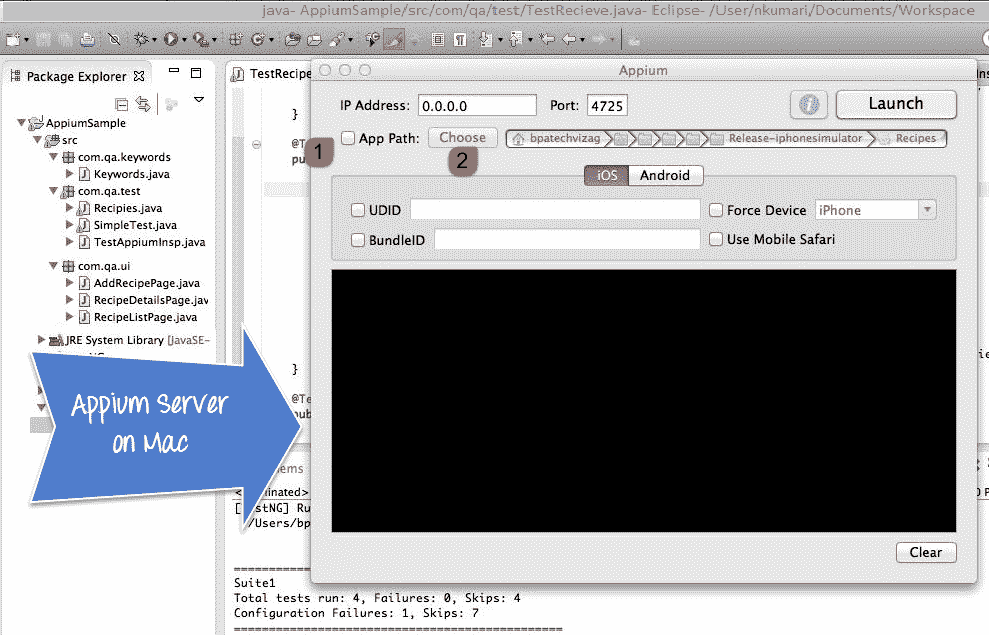 java- AppiumSample/src/com/qa/test/TestRecieve.java- Eclipse- /User/nkumari/Documents/Workspace
Package Explorer
TestRecipe
AppiumSample
src
com.qa.keywords
Keywords.java
com.qa.test
Recipies.java
SimpleTest.java
TestAppiumInsp.java
com.qa.ui
AddRecipePage.java
RecipeDetailsPage.jav
RecipeListPage.java
JRE System Library [JavaSE-
}
@T
pu
}
@Te
Appium
IP Address: 0.0.0.0 Port: 4725 Launch
1 App Path: Choose bpatechvizag Release-iphonesimulator Recipes
2
iOS Android
UDID Force Device iPhone
BundleID Use Mobile Safari
Clear
Appium Server
on Mac
inated>
stNG] Ru
/Users/bp
Suite1
Total tests run: 4, Failures: 0, Skips: 4
Configuration Failures: 1, Skips: 7